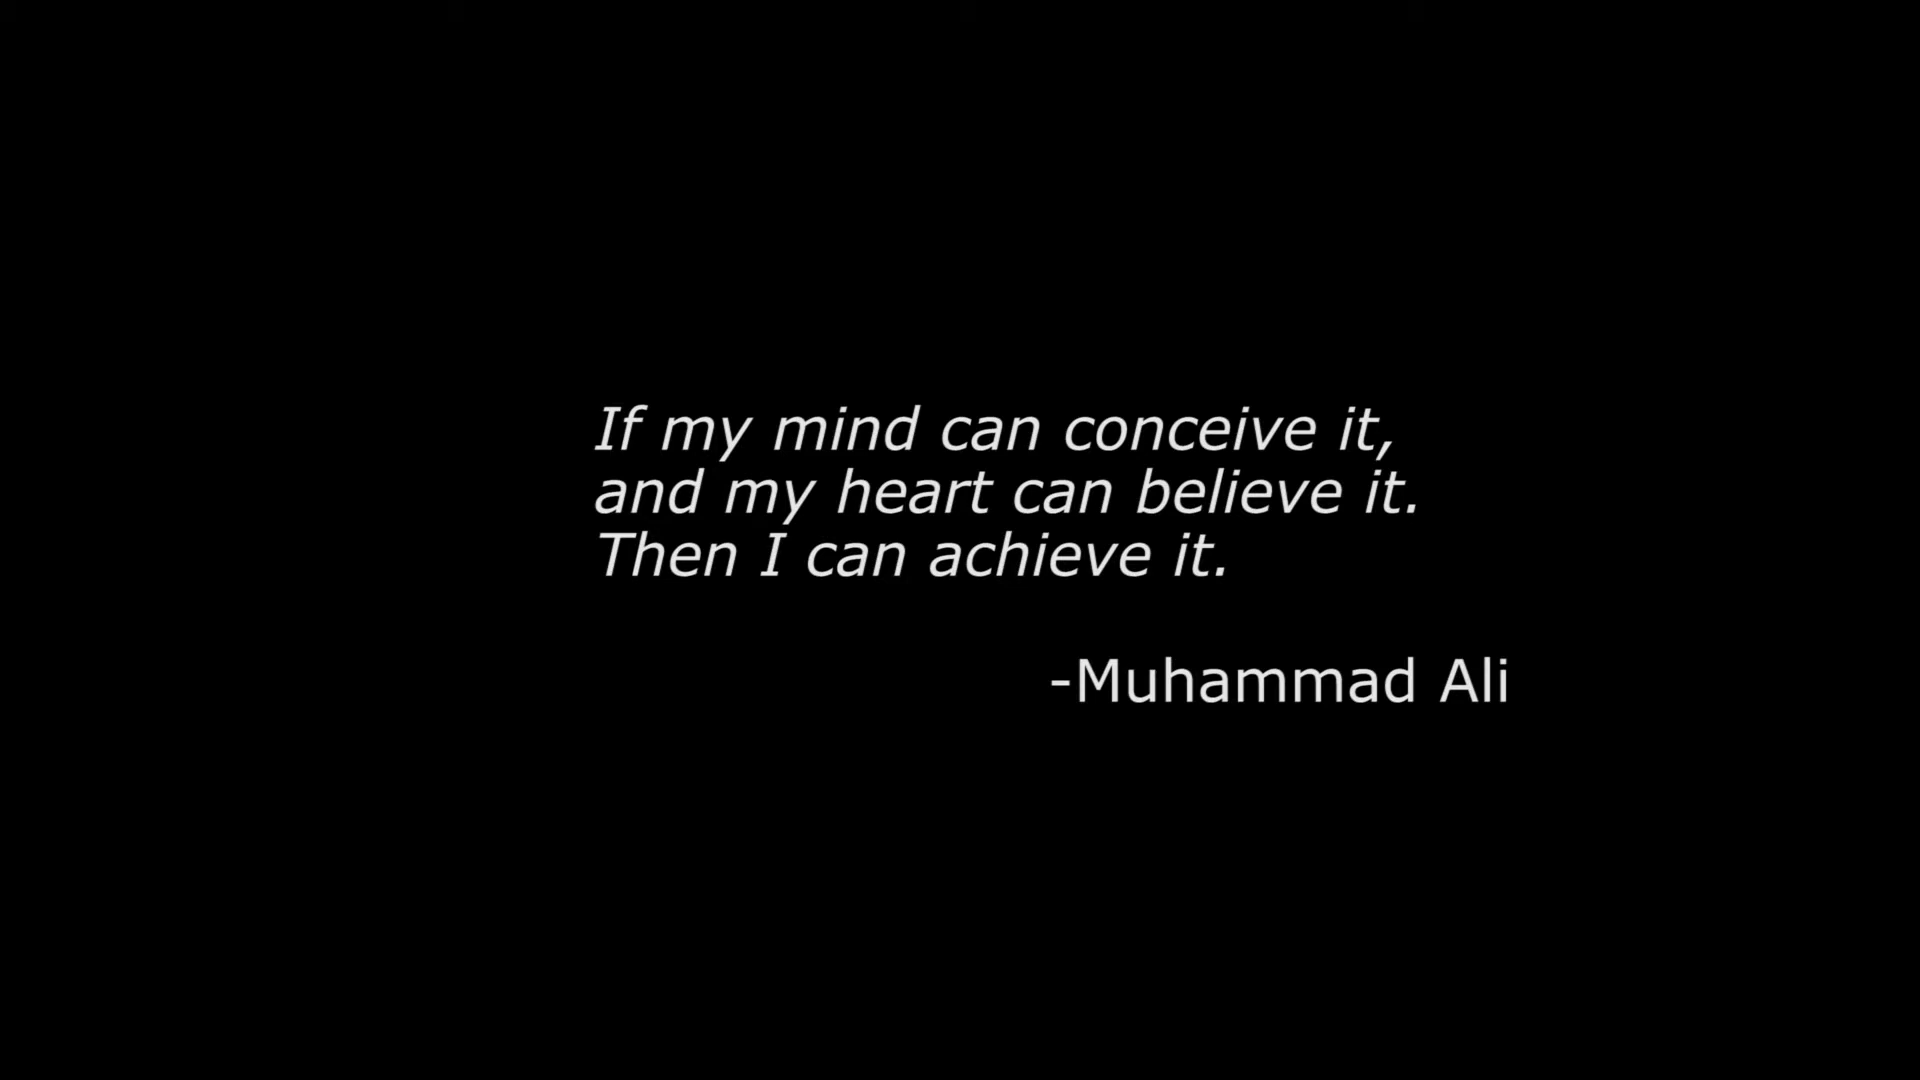 If my mind can conceive it,
and my heart can believe it.
Then I can achieve it.
-Muhammad Ali